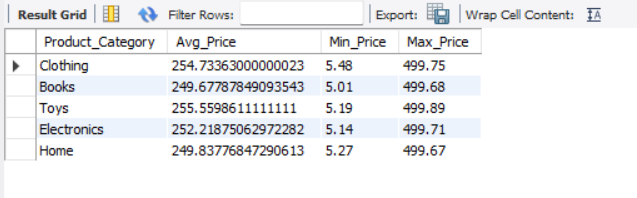 Result Grid Filter Rows: Export: Wrap Cell Content: IA
Product_Category Avg_Price Min_Price Max_Price
Clothing 254.73363000000023 5.48 499.75
Books 249.67787849093543 5.01 499.68
Toys 255.5598611111111 5.19 499.89
Electronics 252.21875062972282 5.14 499.71
Home 249.83776847290613 5.27 499.67